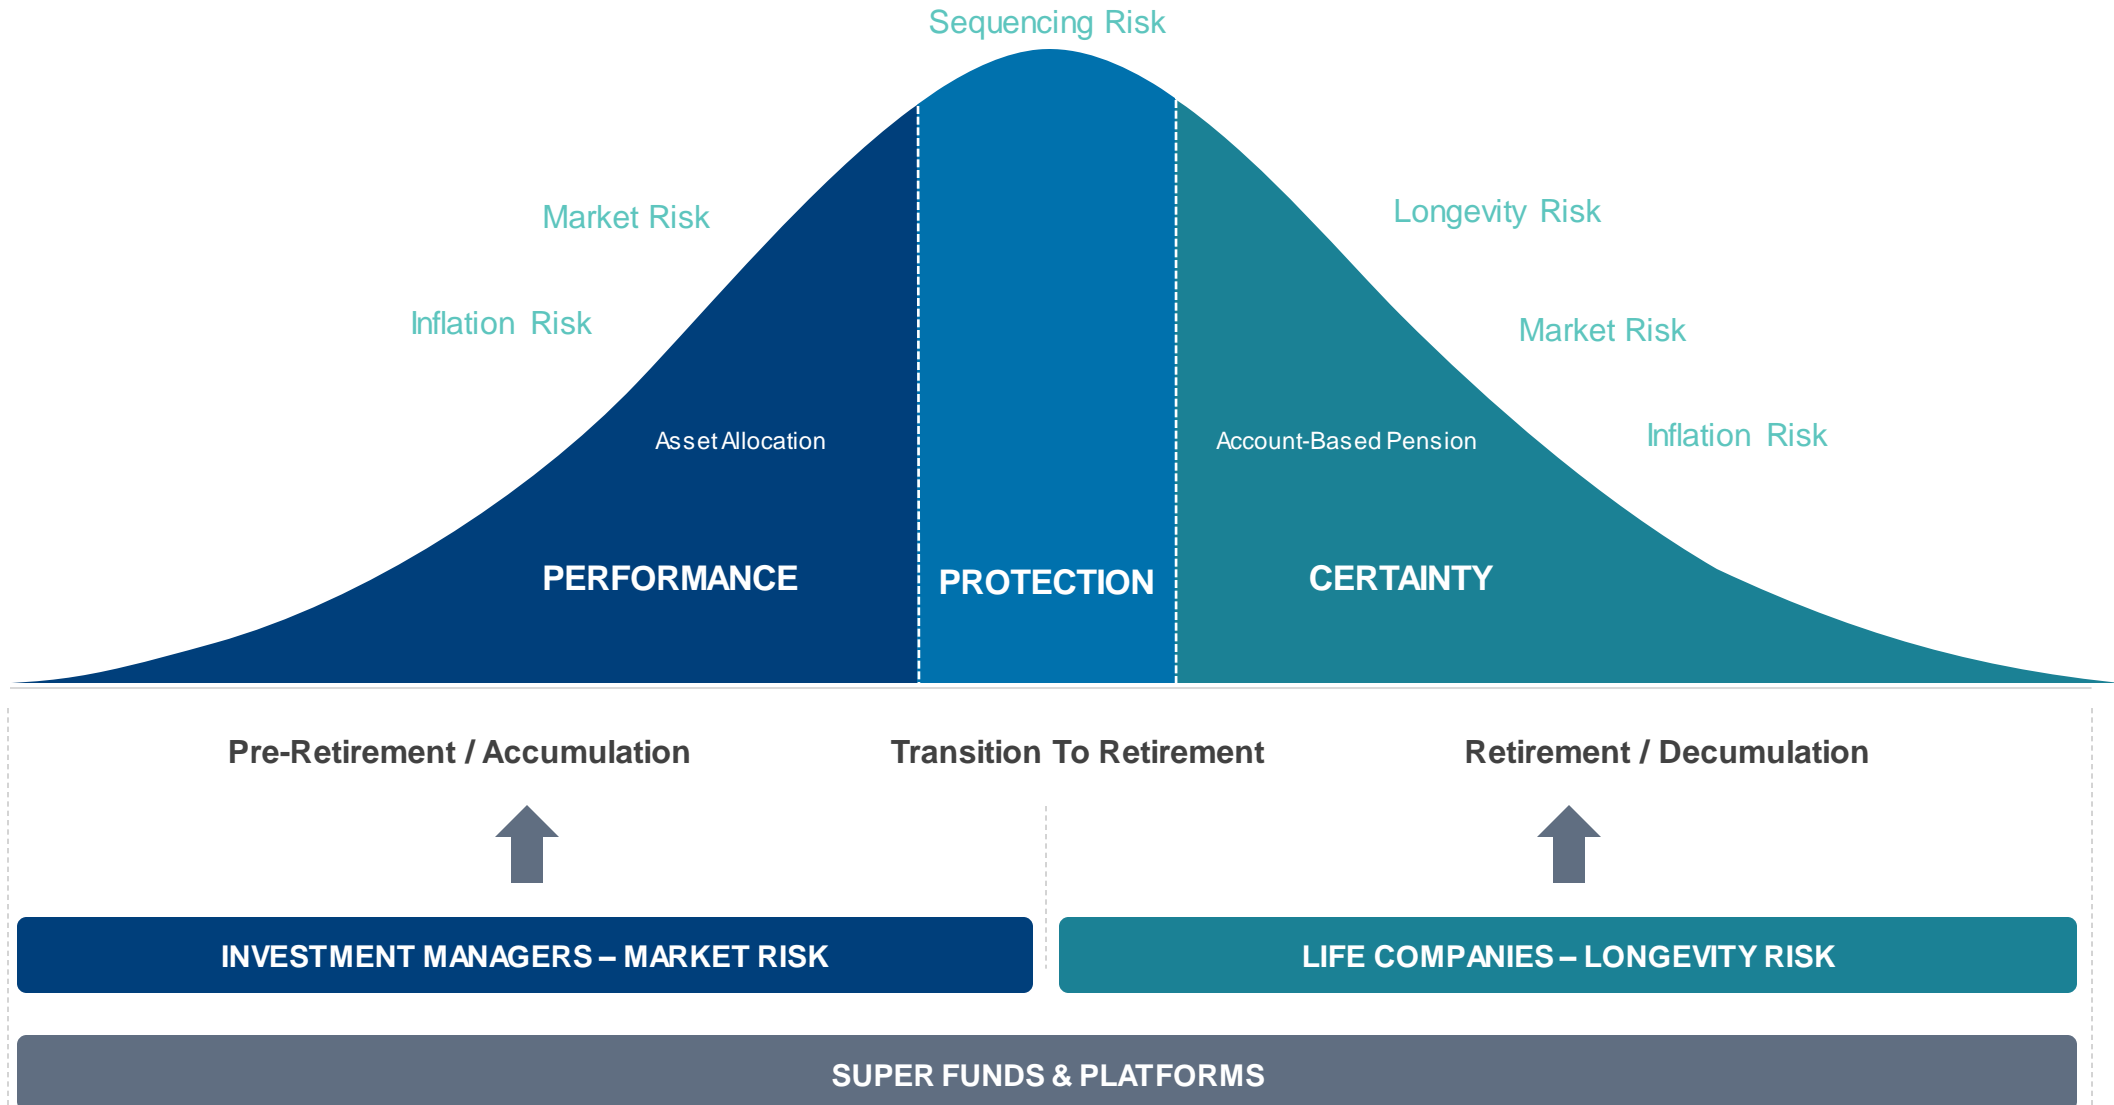 Sequencing Risk
Market Risk
Longevity Risk
Inflation Risk
Market Risk
Asset Allocation
Account-Based Pension
Inflation Risk
PERFORMANCE
PROTECTION
CERTAINTY
Pre-Retirement / Accumulation
Transition To Retirement
Retirement / Decumulation
INVESTMENT MANAGERS – MARKET RISK
LIFE COMPANIES – LONGEVITY RISK
SUPER FUNDS & PLATFORMS